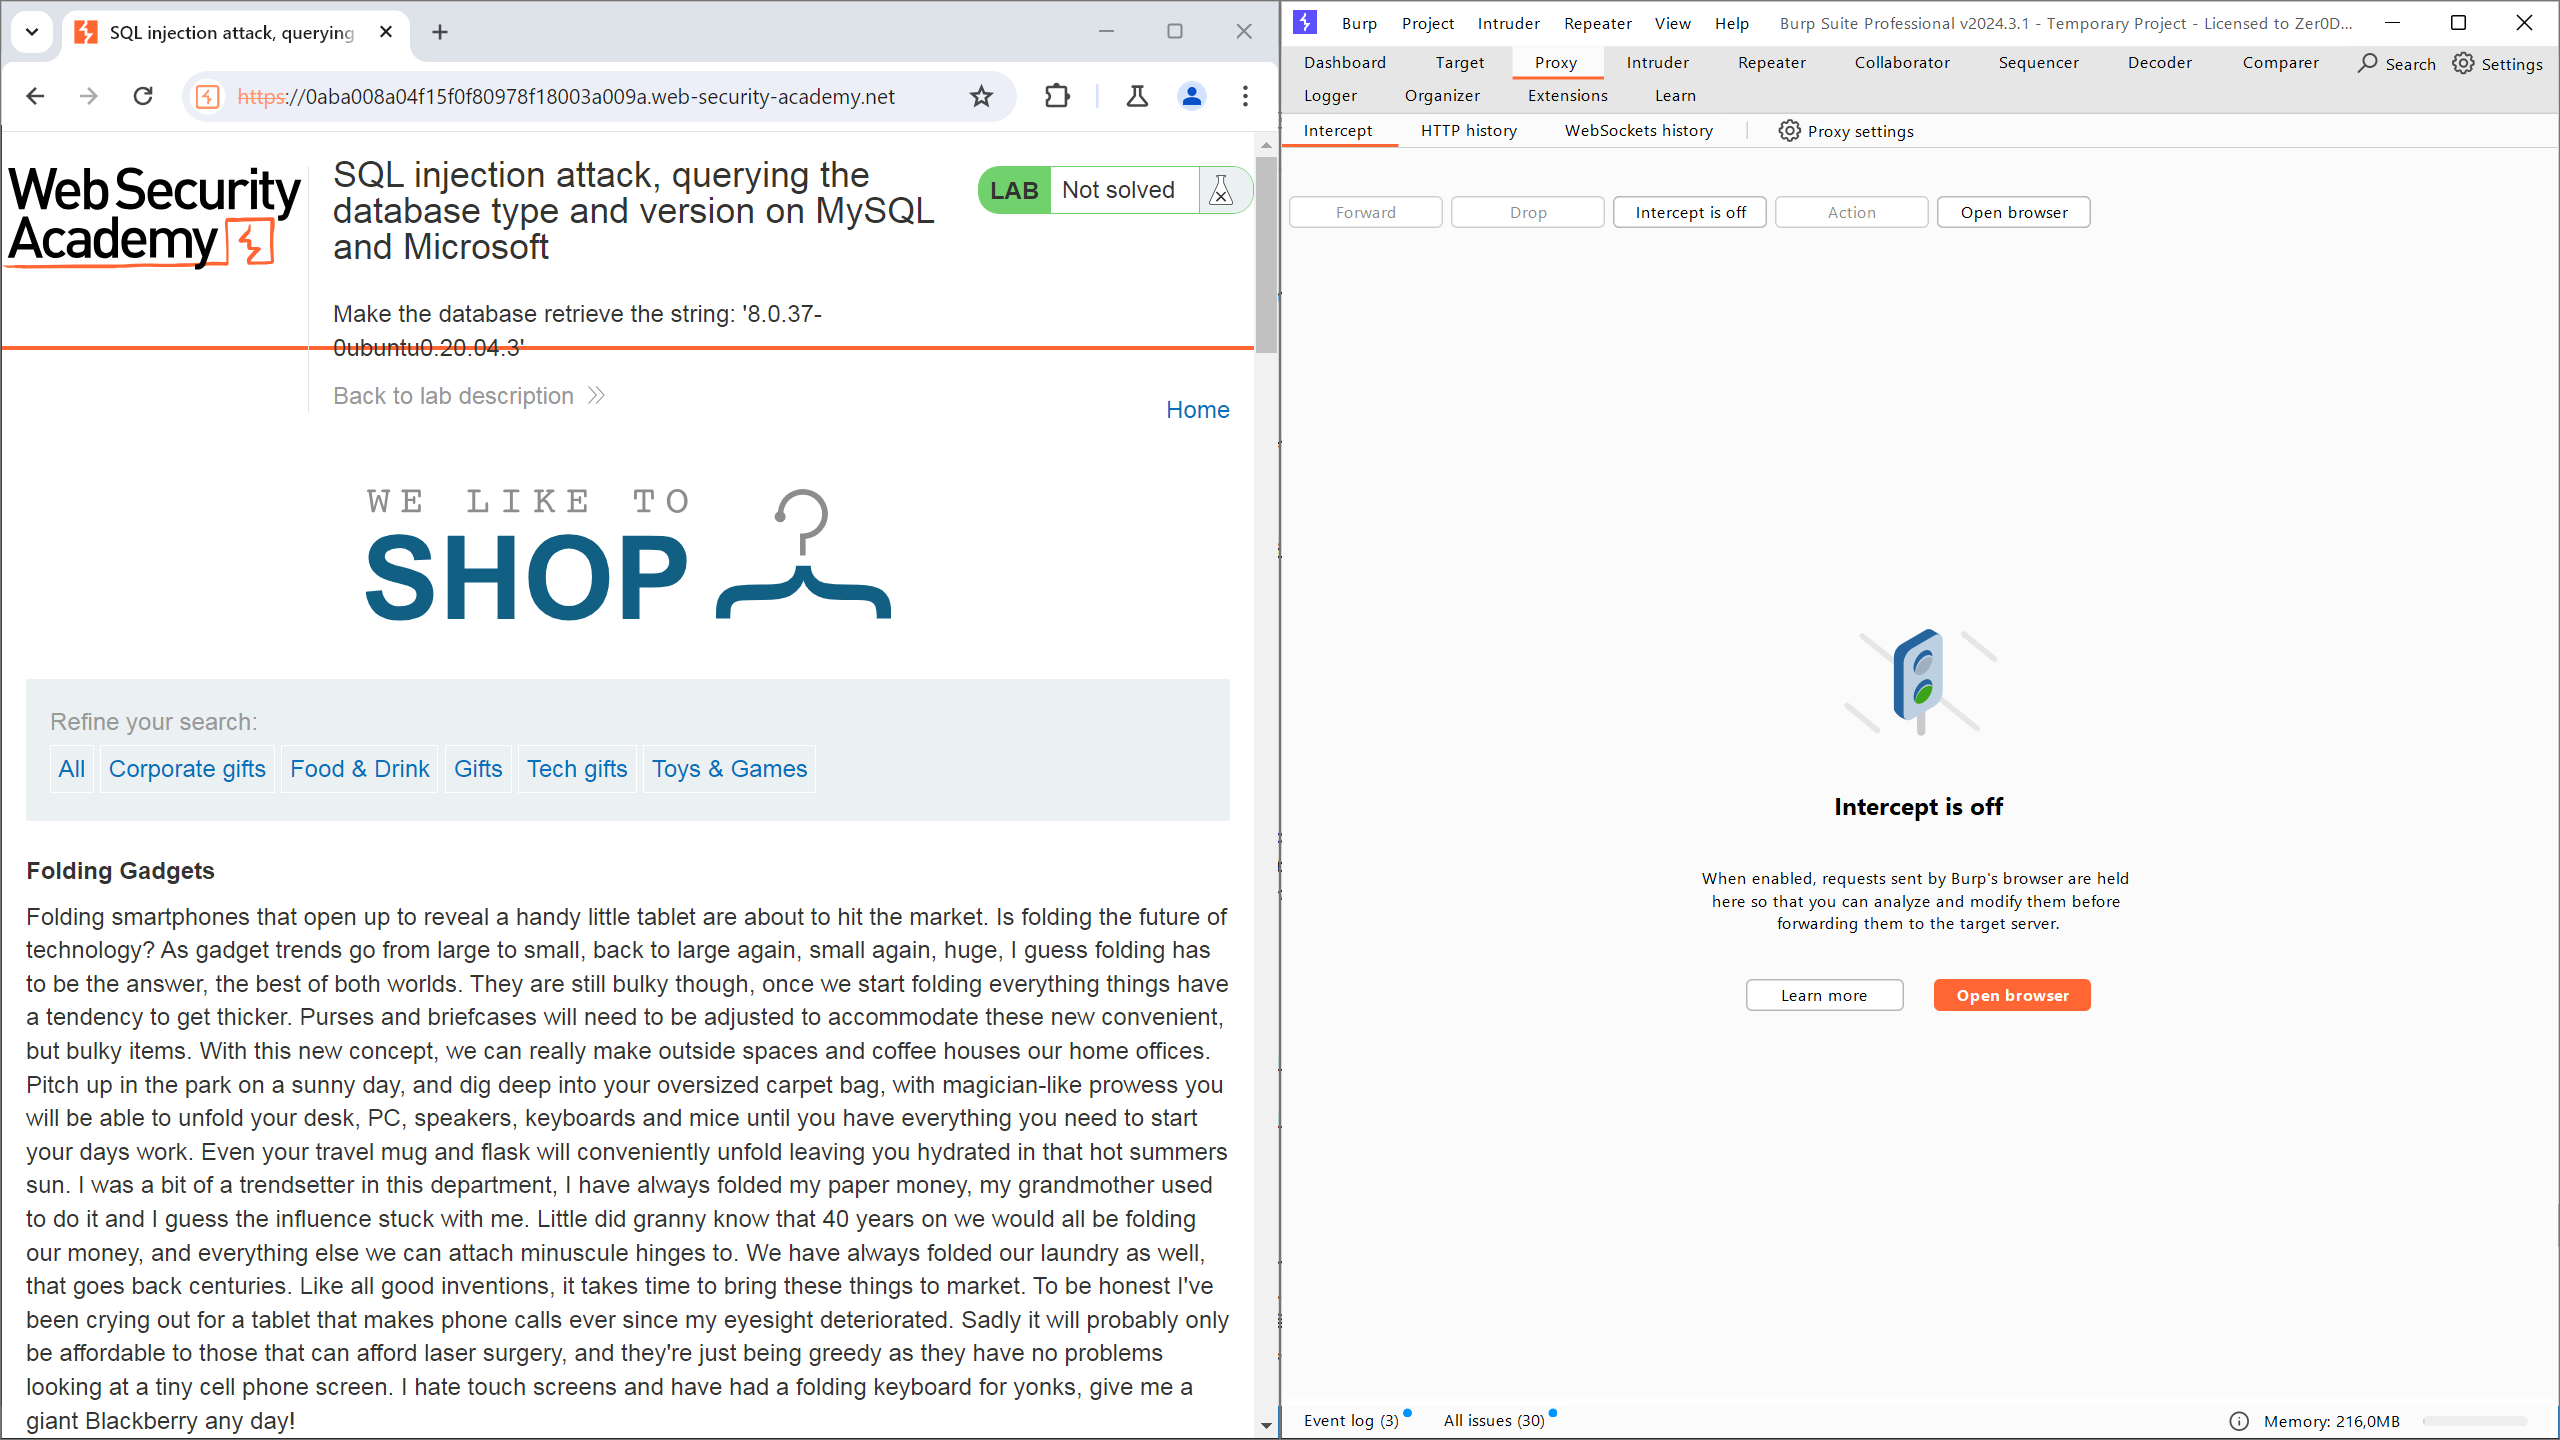 SQL injection attack, querying
https://0aba008a04f15f0f80978f18003a009a.web-security-academy.net
Web Security
Academy
SQL injection attack, querying the
database type and version on MySQL
and Microsoft
LAB Not solved
Make the database retrieve the string: '8.0.37-
0ubuntu0.20.04.3'
Back to lab description
Home
WE LIKE TO
SHOP
Refine your search:
All Corporate gifts Food & Drink Gifts Tech gifts Toys & Games
Folding Gadgets
Folding smartphones that open up to reveal a handy little tablet are about to hit the market. Is folding the future of
technology? As gadget trends go from large to small, back to large again, small again, huge, I guess folding has
to be the answer, the best of both worlds. They are still bulky though, once we start folding everything things have
a tendency to get thicker. Purses and briefcases will need to be adjusted to accommodate these new convenient,
but bulky items. With this new concept, we can really make outside spaces and coffee houses our home offices.
Pitch up in the park on a sunny day, and dig deep into your oversized carpet bag, with magician-like prowess you
will be able to unfold your desk, PC, speakers, keyboards and mice until you have everything you need to start
your days work. Even your travel mug and flask will conveniently unfold leaving you hydrated in that hot summers
sun. I was a bit of a trendsetter in this department, I have always folded my paper money, my grandmother used
to do it and I guess the influence stuck with me. Little did granny know that 40 years on we would all be folding
our money, and everything else we can attach minuscule hinges to. We have always folded our laundry as well,
that goes back centuries. Like all good inventions, it takes time to bring these things to market. To be honest I've
been crying out for a tablet that makes phone calls ever since my eyesight deteriorated. Sadly it will probably only
be affordable to those that can afford laser surgery, and they're just being greedy as they have no problems
looking at a tiny cell phone screen. I hate touch screens and have had a folding keyboard for yonks, give me a
giant Blackberry any day!
Burp Project Intruder Repeater View Help Burp Suite Professional v2024.3.1 - Temporary Project - Licensed to Zer0D...
Dashboard Target Proxy Intruder Repeater Collaborator Sequencer Decoder Comparer Search Settings
Logger Organizer Extensions Learn
Intercept HTTP history WebSockets history Proxy settings
Forward Drop Intercept is off Action Open browser
Intercept is off
When enabled, requests sent by Burp's browser are held
here so that you can analyze and modify them before
forwarding them to the target server.
Learn more Open browser
Event log (3) All issues (30) Memory: 216,0MB